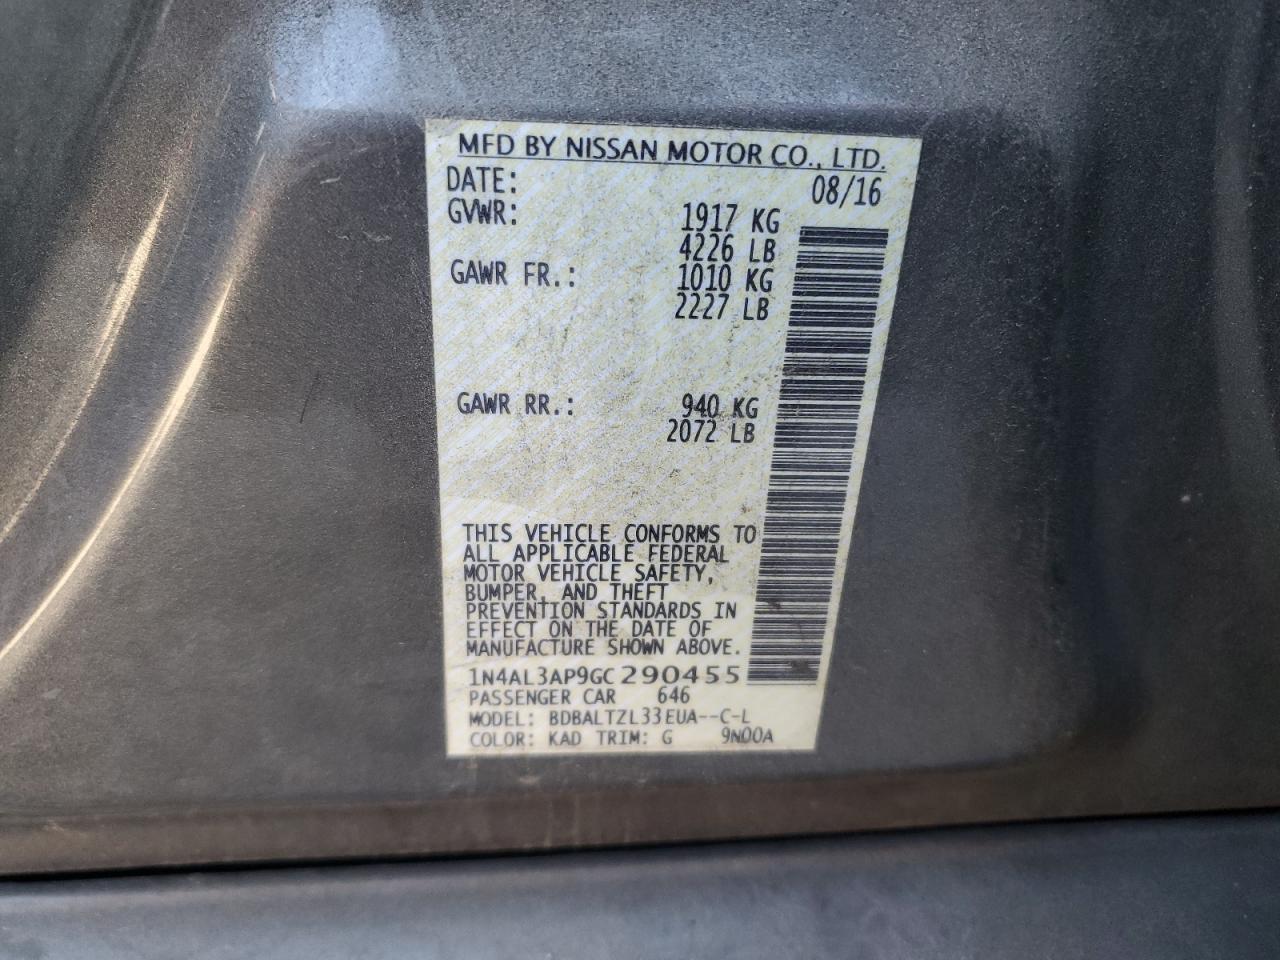 MFD BY NISSAN MOTOR CO., LTD.
DATE: 08/16
GVWR: 1917 KG
4226 LB
GAWR FR.: 1010 KG
2227 LB
GAWR RR.: 940 KG
2072 LB
THIS VEHICLE CONFORMS TO
ALL APPLICABLE FEDERAL
MOTOR VEHICLE SAFETY,
BUMPER, AND THEFT
PREVENTION STANDARDS IN
EFFECT ON THE DATE OF
MANUFACTURE SHOWN ABOVE.
1N4AL3AP9GC290455
PASSENGER CAR 646
MODEL: BDBALTZL33EUA--C-L
COLOR: KAD TRIM: G 9N00A